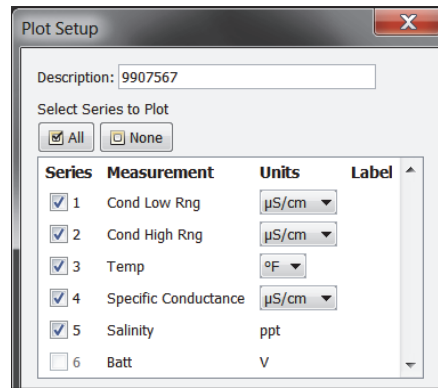 Plot Setup
Description: 9907567
Select Series to Plot
All None
Series Measurement Units Label
1 Cond Low Rng µS/cm
2 Cond High Rng µS/cm
3 Temp °F
4 Specific Conductance µS/cm
5 Salinity ppt
6 Batt V